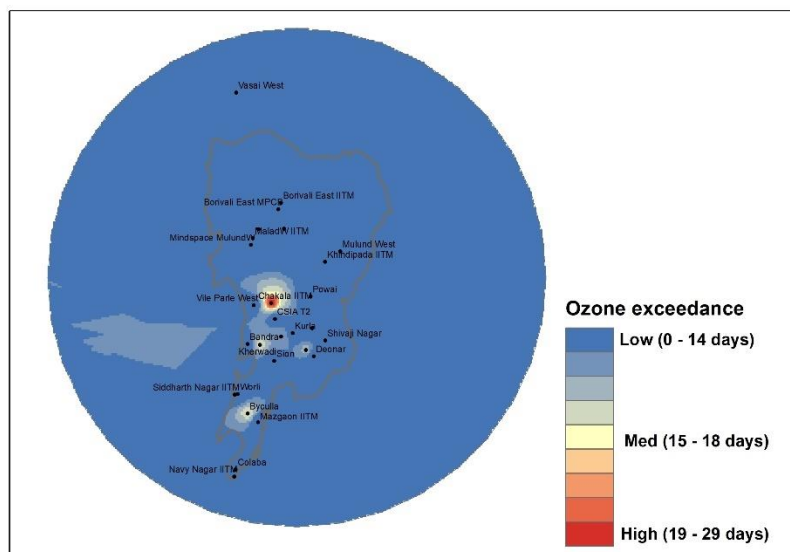 Vasai West
Borivali East IITM
Borivali East MPCB
MaladW IITM
Mindspace MulundW
Mulund West
Khindipada IITM
Powai
Chakala IITM
Vile Parle West
CSIA T2
Kurla
Shivaji Nagar
Bandra
Kherwadi
Sion
Deonar
Siddharth Nagar IITM
Worli
Byculla
Mazgaon IITM
Colaba
Navy Nagar IITM
Ozone exceedance
Low (0 - 14 days)
Med (15 - 18 days)
High (19 - 29 days)